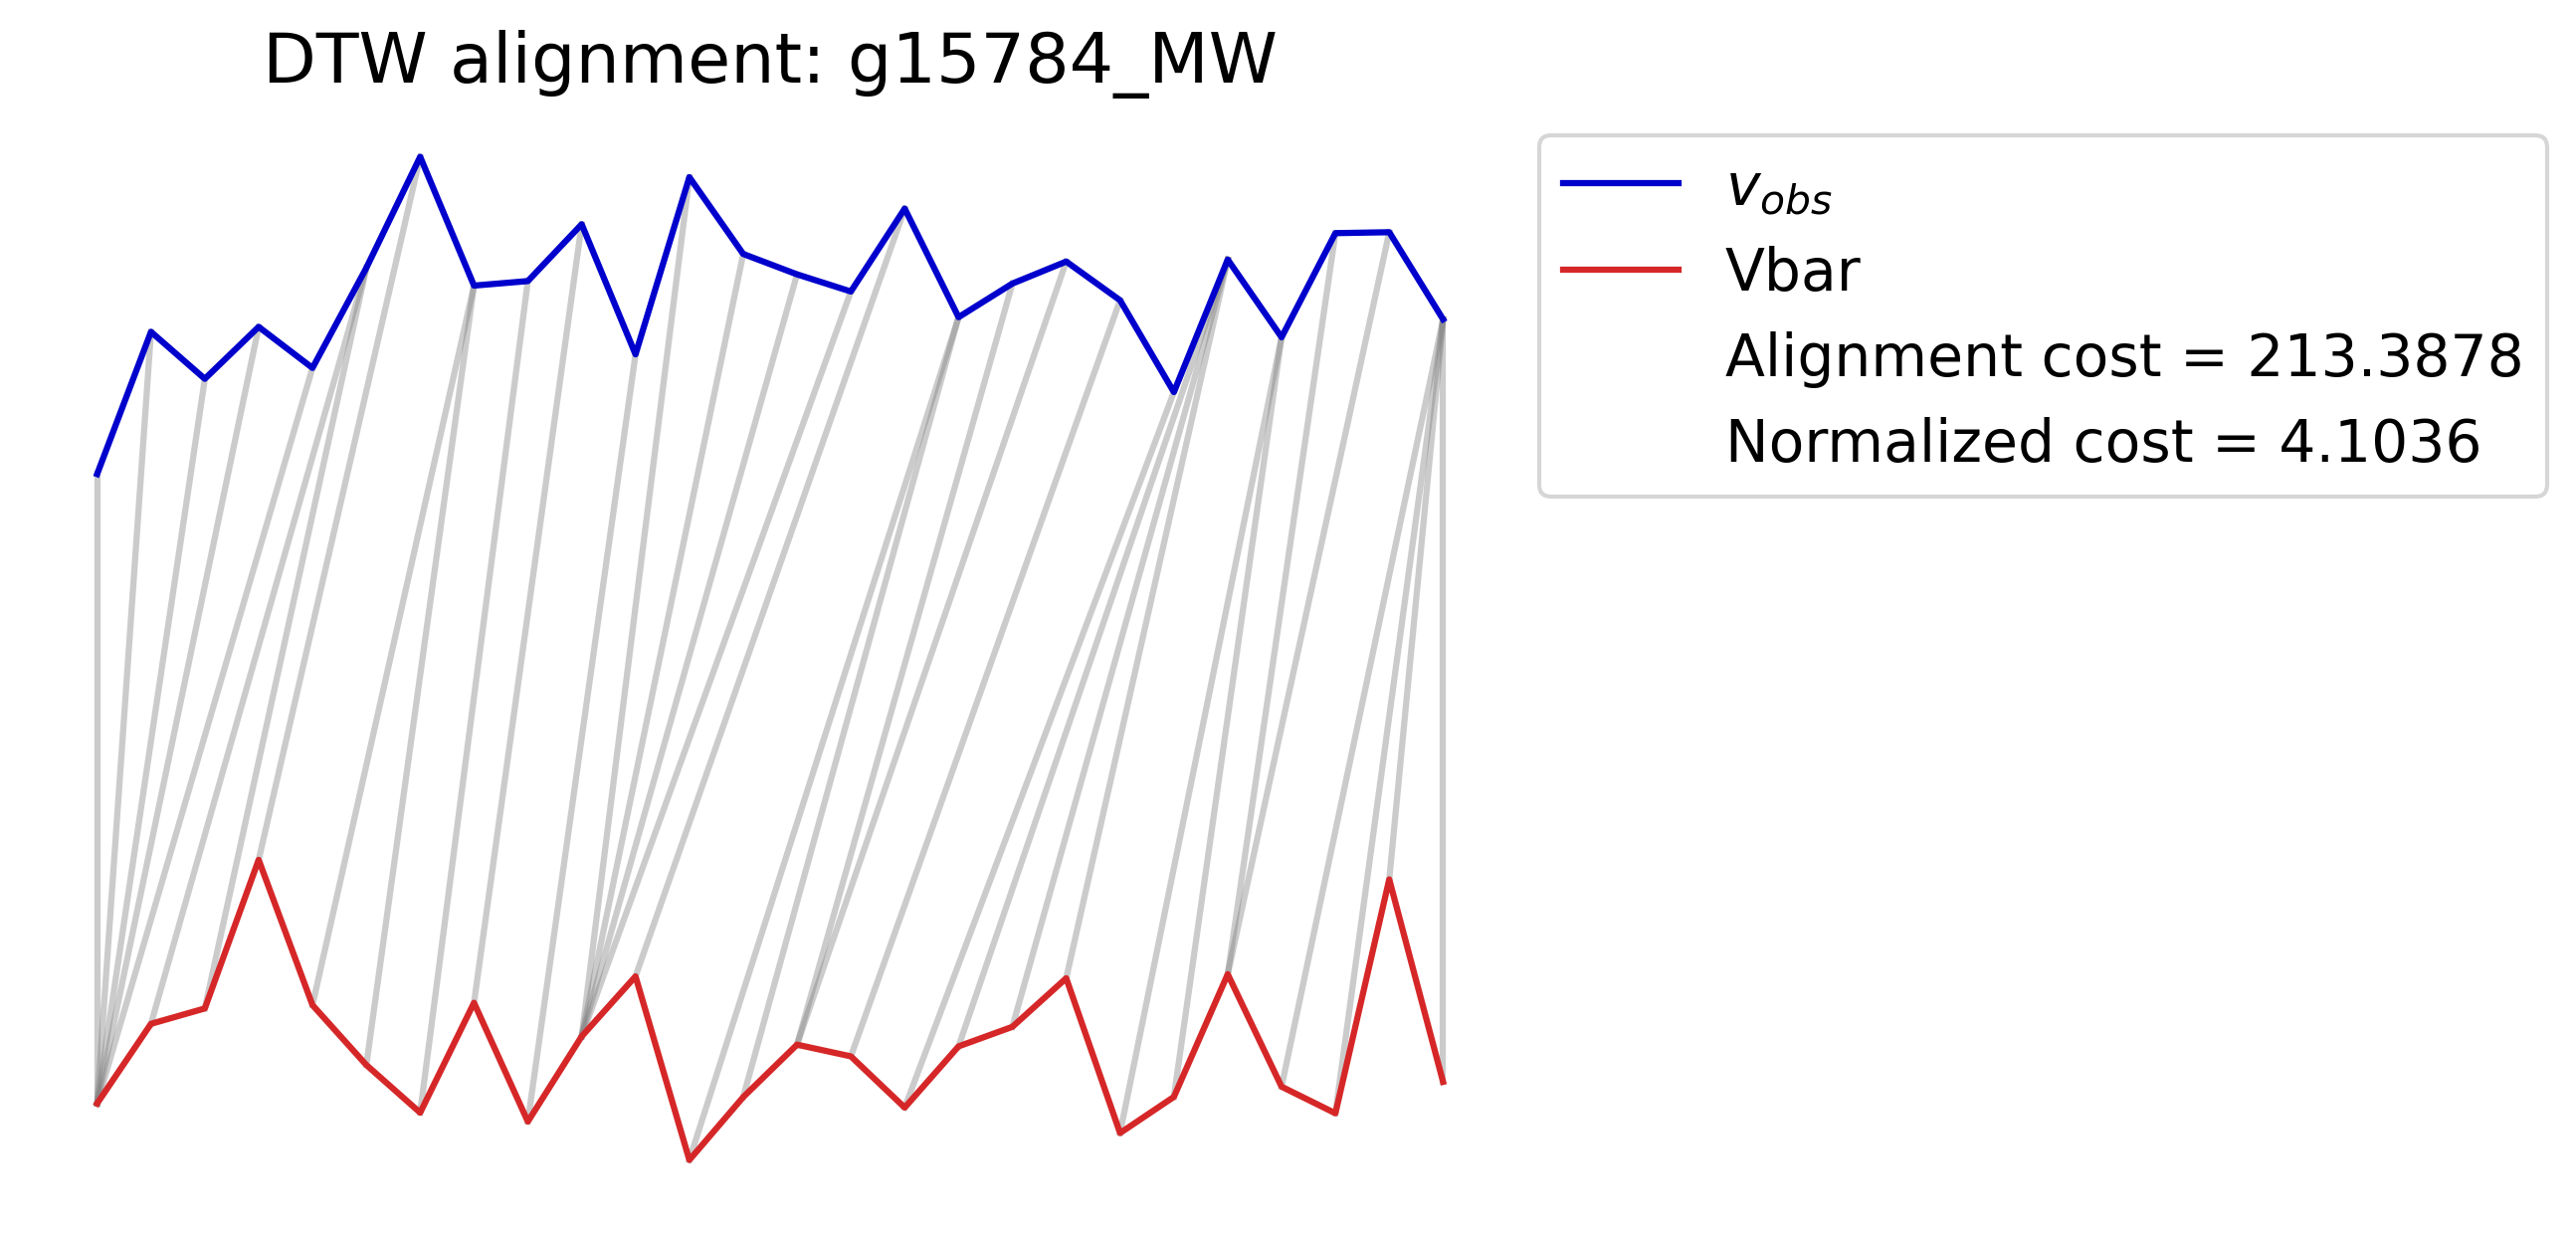 DTW alignment: g15784_MW
v_obs
Vbar
Alignment cost = 213.3878
Normalized cost = 4.1036